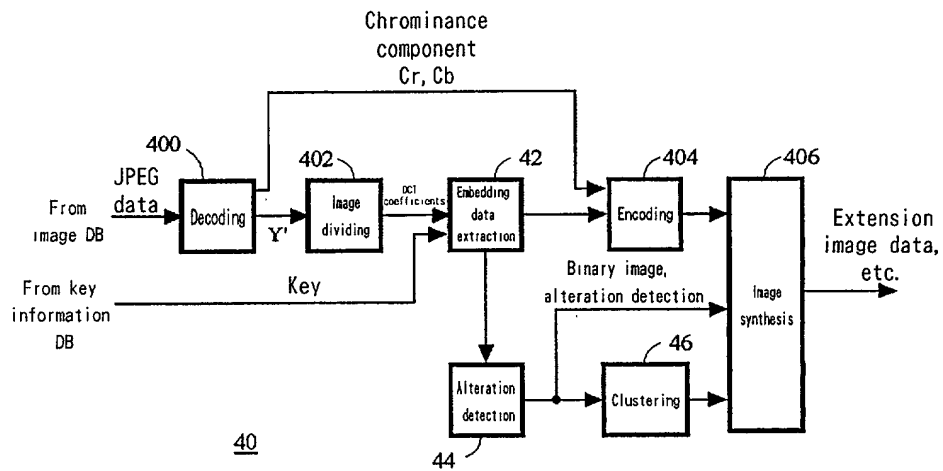 Chrominance
component
Cr, Cb
400
402
42
404
406
JPEG
data
From
image DB
Decoding
Y'
Image
dividing
DCT
coefficients
Embedding
data
extraction
Encoding
Image
synthesis
Extension
image data,
etc.
From key
information
DB
Key
Binary image,
alteration detection
46
Alteration
detection
Clustering
44
40